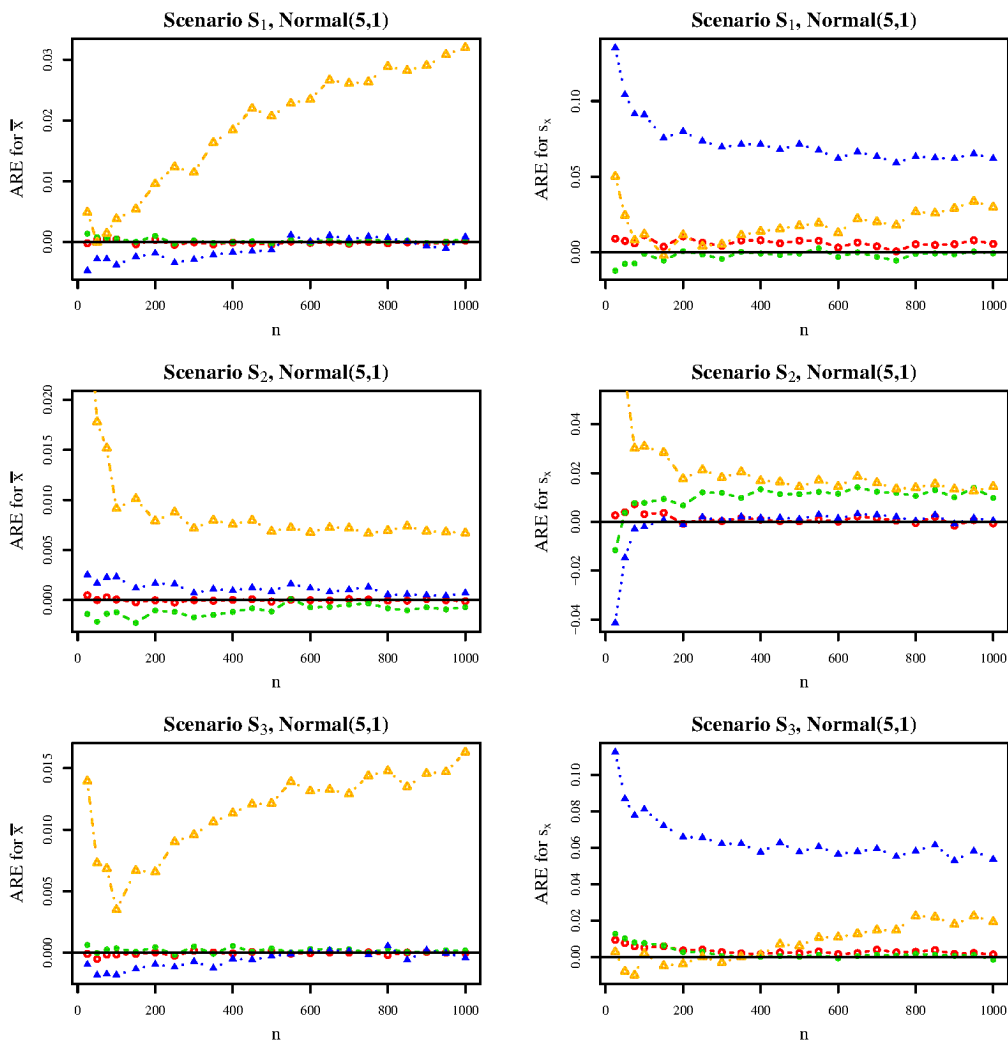 Scenario S₁, Normal(5,1)
ARE for x̅
0.00 0.01 0.02 0.03
0 200 400 600 800 1000
n
Scenario S₁, Normal(5,1)
ARE for sₓ
0.00 0.05 0.10
0 200 400 600 800 1000
n
Scenario S₂, Normal(5,1)
ARE for x̅
0.000 0.005 0.010 0.015 0.020
0 200 400 600 800 1000
n
Scenario S₂, Normal(5,1)
ARE for sₓ
−0.04 −0.02 0.00 0.02 0.04
0 200 400 600 800 1000
n
Scenario S₃, Normal(5,1)
ARE for x̅
0.000 0.005 0.010 0.015
0 200 400 600 800 1000
n
Scenario S₃, Normal(5,1)
ARE for sₓ
0.00 0.02 0.04 0.06 0.08 0.10
0 200 400 600 800 1000
n